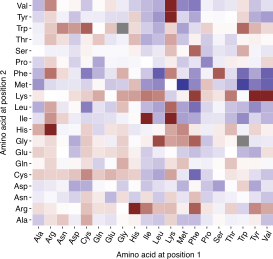 Val
Tyr
Trp
Thr
Ser
Pro
Phe
Met
Lys
Leu
Ile
His
Gly
Glu
Gln
Cys
Asp
Asn
Arg
Ala
Amino acid at position 2
Ala Arg Asn Asp Cys Gln Glu Gly His Ile Leu Lys Met Phe Pro Ser Thr Trp Tyr Val
Amino acid at position 1